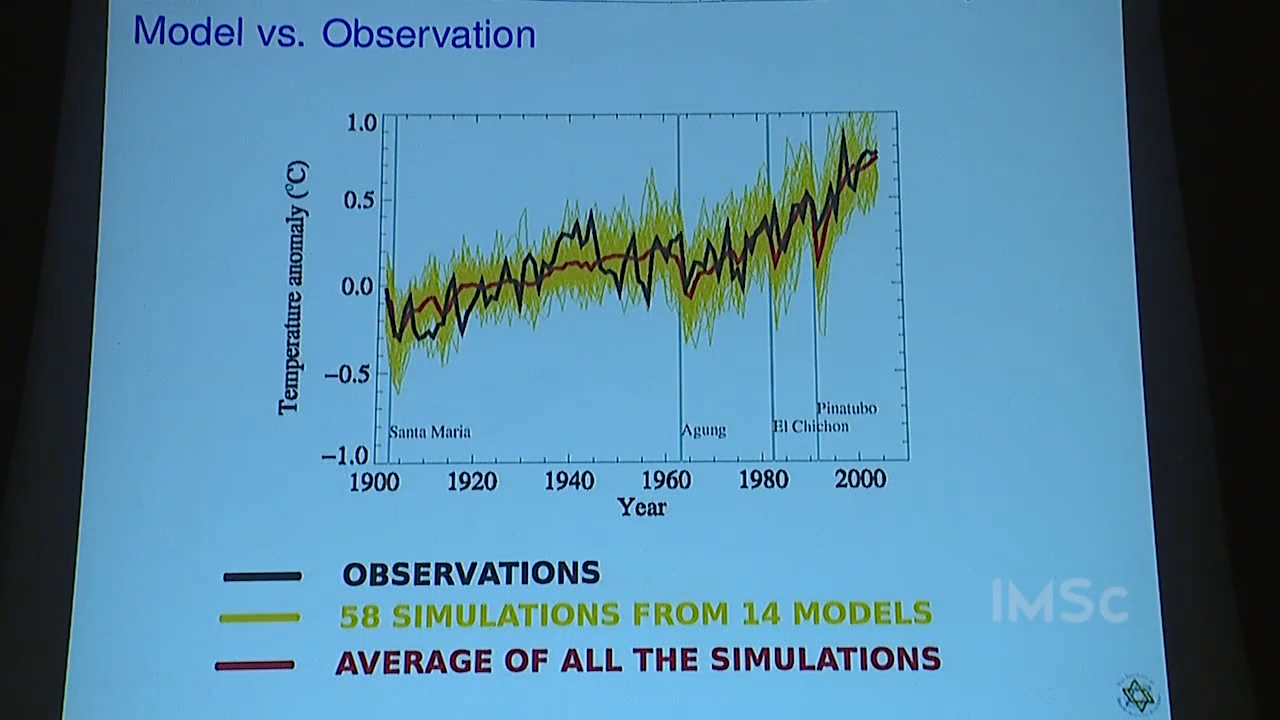 Model vs. Observation
1.0
0.5
0.0
−0.5
−1.0
Temperature anomaly (°C)
Santa Maria
Agung
El Chichon
Pinatubo
1900 1920 1940 1960 1980 2000
Year
OBSERVATIONS
58 SIMULATIONS FROM 14 MODELS
AVERAGE OF ALL THE SIMULATIONS
IMSc